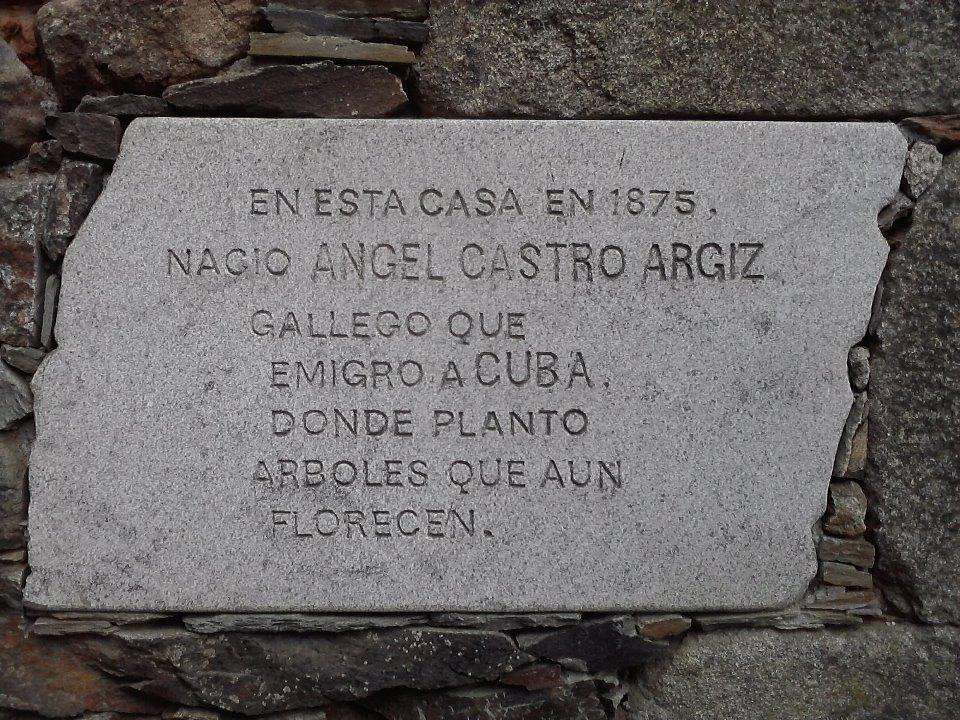 EN ESTA CASA EN 1875,
NACIO ANGEL CASTRO ARGIZ
GALLEGO QUE
EMIGRO A CUBA,
DONDE PLANTO
ARBOLES QUE AUN
FLORECEN.